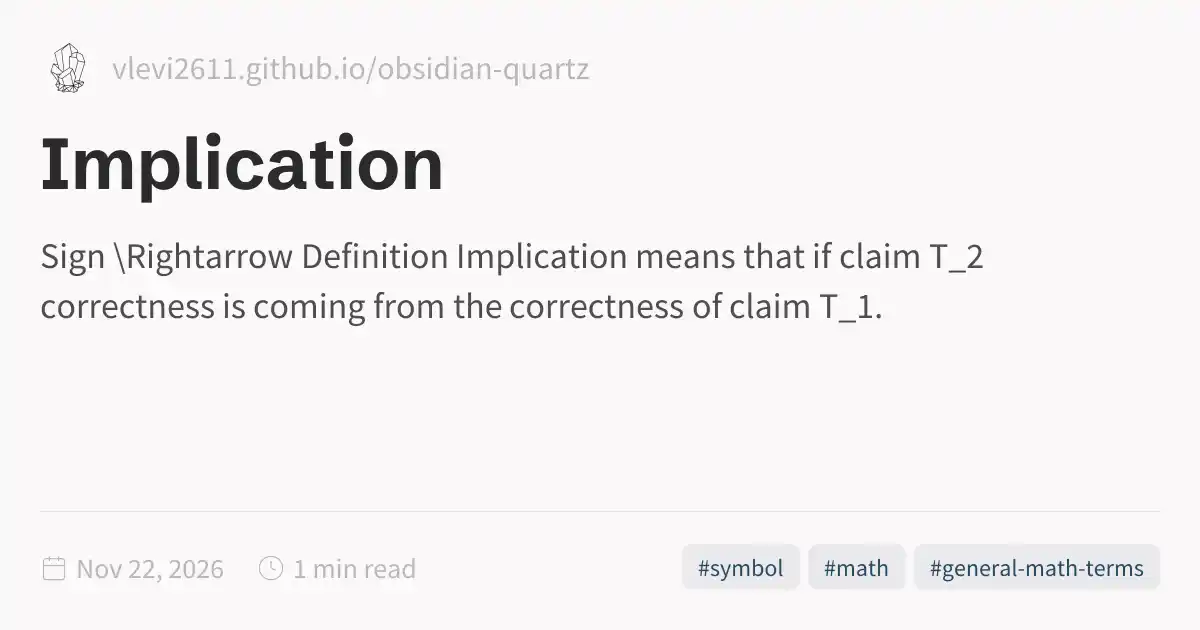 vlevi2611.github.io/obsidian-quartz
Implication
Sign \Rightarrow Definition Implication means that if claim T_2
correctness is coming from the correctness of claim T_1.
Nov 22, 2026
1 min read
#symbol
#math
#general-math-terms